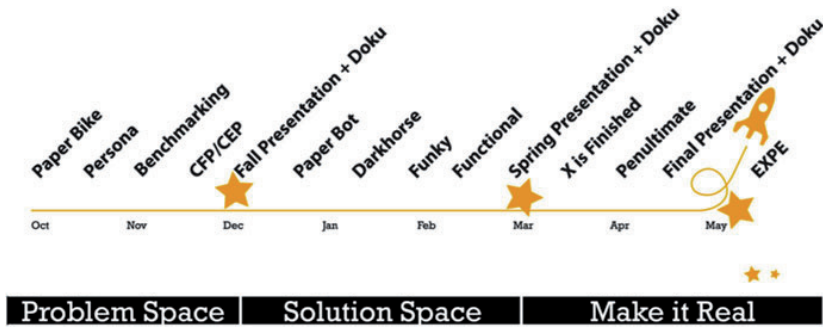 Paper Bike
Persona
Benchmarking
CFP/CEP
Fall Presentation + Doku
Paper Bot
Darkhorse
Funky
Functional
Spring Presentation + Doku
X is Finished
Penultimate
Final Presentation + Doku
EXPE
Oct
Nov
Dec
Jan
Feb
Mar
Apr
May
Problem Space
Solution Space
Make it Real